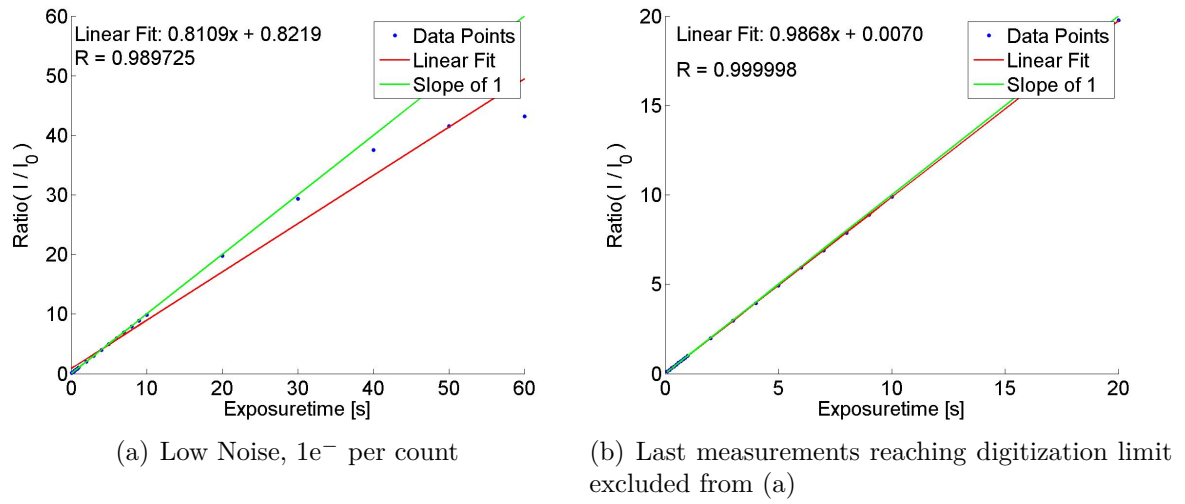 Linear Fit: 0.8109x + 0.8219
R = 0.989725
Data Points
Linear Fit
Slope of 1
60
50
40
30
20
10
0
Ratio( I / I0 )
0 10 20 30 40 50 60
Exposuretime [s]
(a) Low Noise, 1e⁻ per count
Linear Fit: 0.9868x + 0.0070
R = 0.999998
Data Points
Linear Fit
Slope of 1
20
15
10
5
0
Ratio( I / I0 )
0 5 10 15 20
Exposuretime [s]
(b) Last measurements reaching digitization limit
excluded from (a)